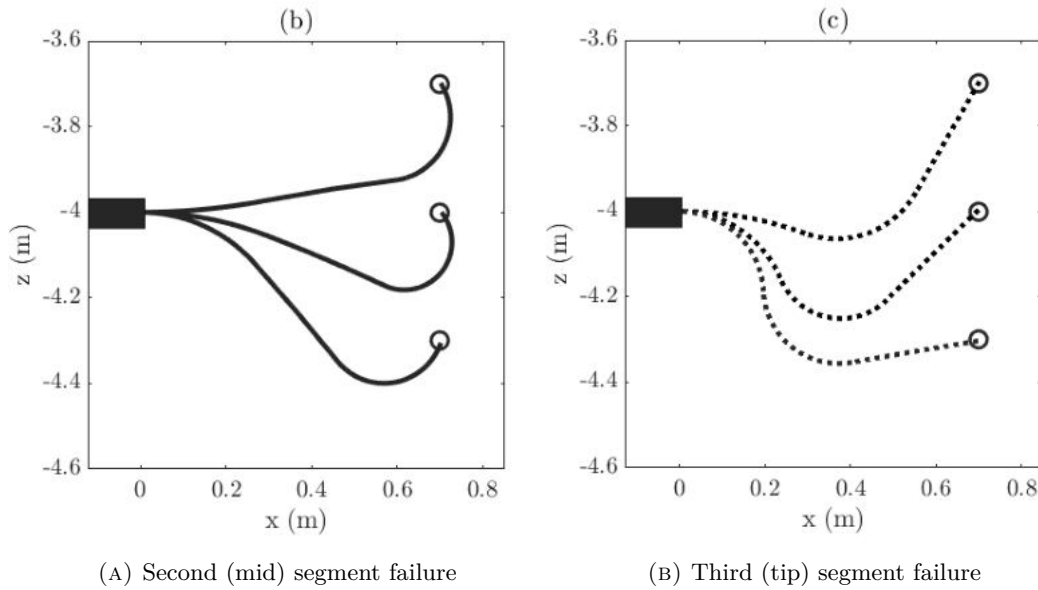 (b)
-3.6
-3.8
-4
-4.2
-4.4
-4.6
z (m)
0
0.2
0.4
0.6
0.8
x (m)
(A) Second (mid) segment failure
(c)
-3.6
-3.8
-4
-4.2
-4.4
-4.6
z (m)
0
0.2
0.4
0.6
0.8
x (m)
(B) Third (tip) segment failure